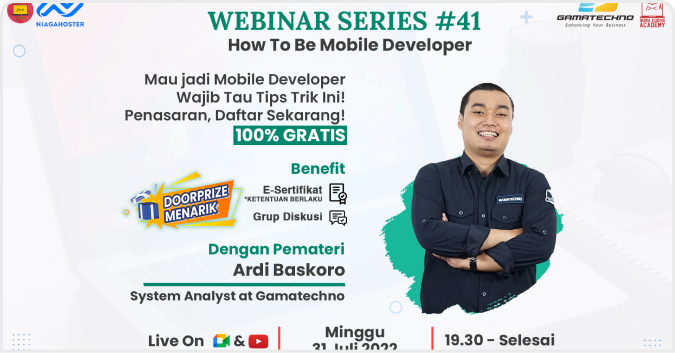 NIAGAHOSTER
WEBINAR SERIES #41
GAMATECHNO
Enhancing Your Business
ACADEMY
How To Be Mobile Developer
Mau jadi Mobile Developer
Wajib Tau Tips Trik Ini!
Penasaran, Daftar Sekarang!
100% GRATIS
Benefit
DOORPRIZE
MENARIK
E-Sertifikat
*KETENTUAN BERLAKU
Grup Diskusi
GAMATECHNO
Dengan Pemateri
Ardi Baskoro
System Analyst at Gamatechno
Live On &
Minggu
31 Juli 2022
19.30 - Selesai